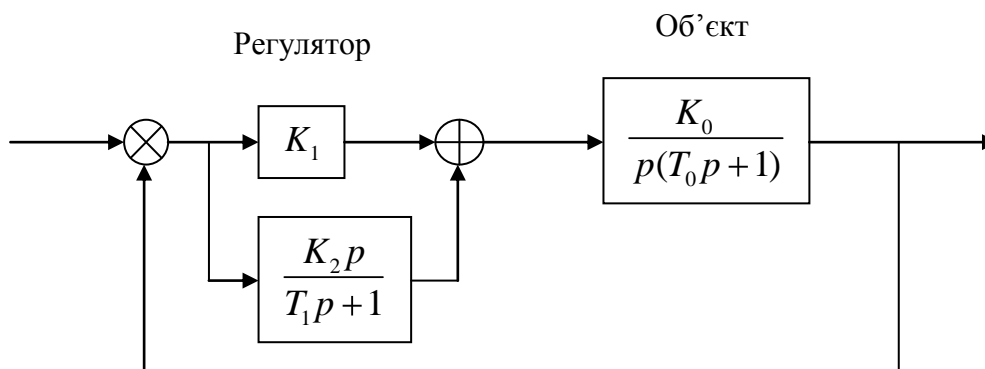 Об’єкт
Регулятор
K₁
K₀
p(T₀p + 1)
K₂p
T₁p + 1